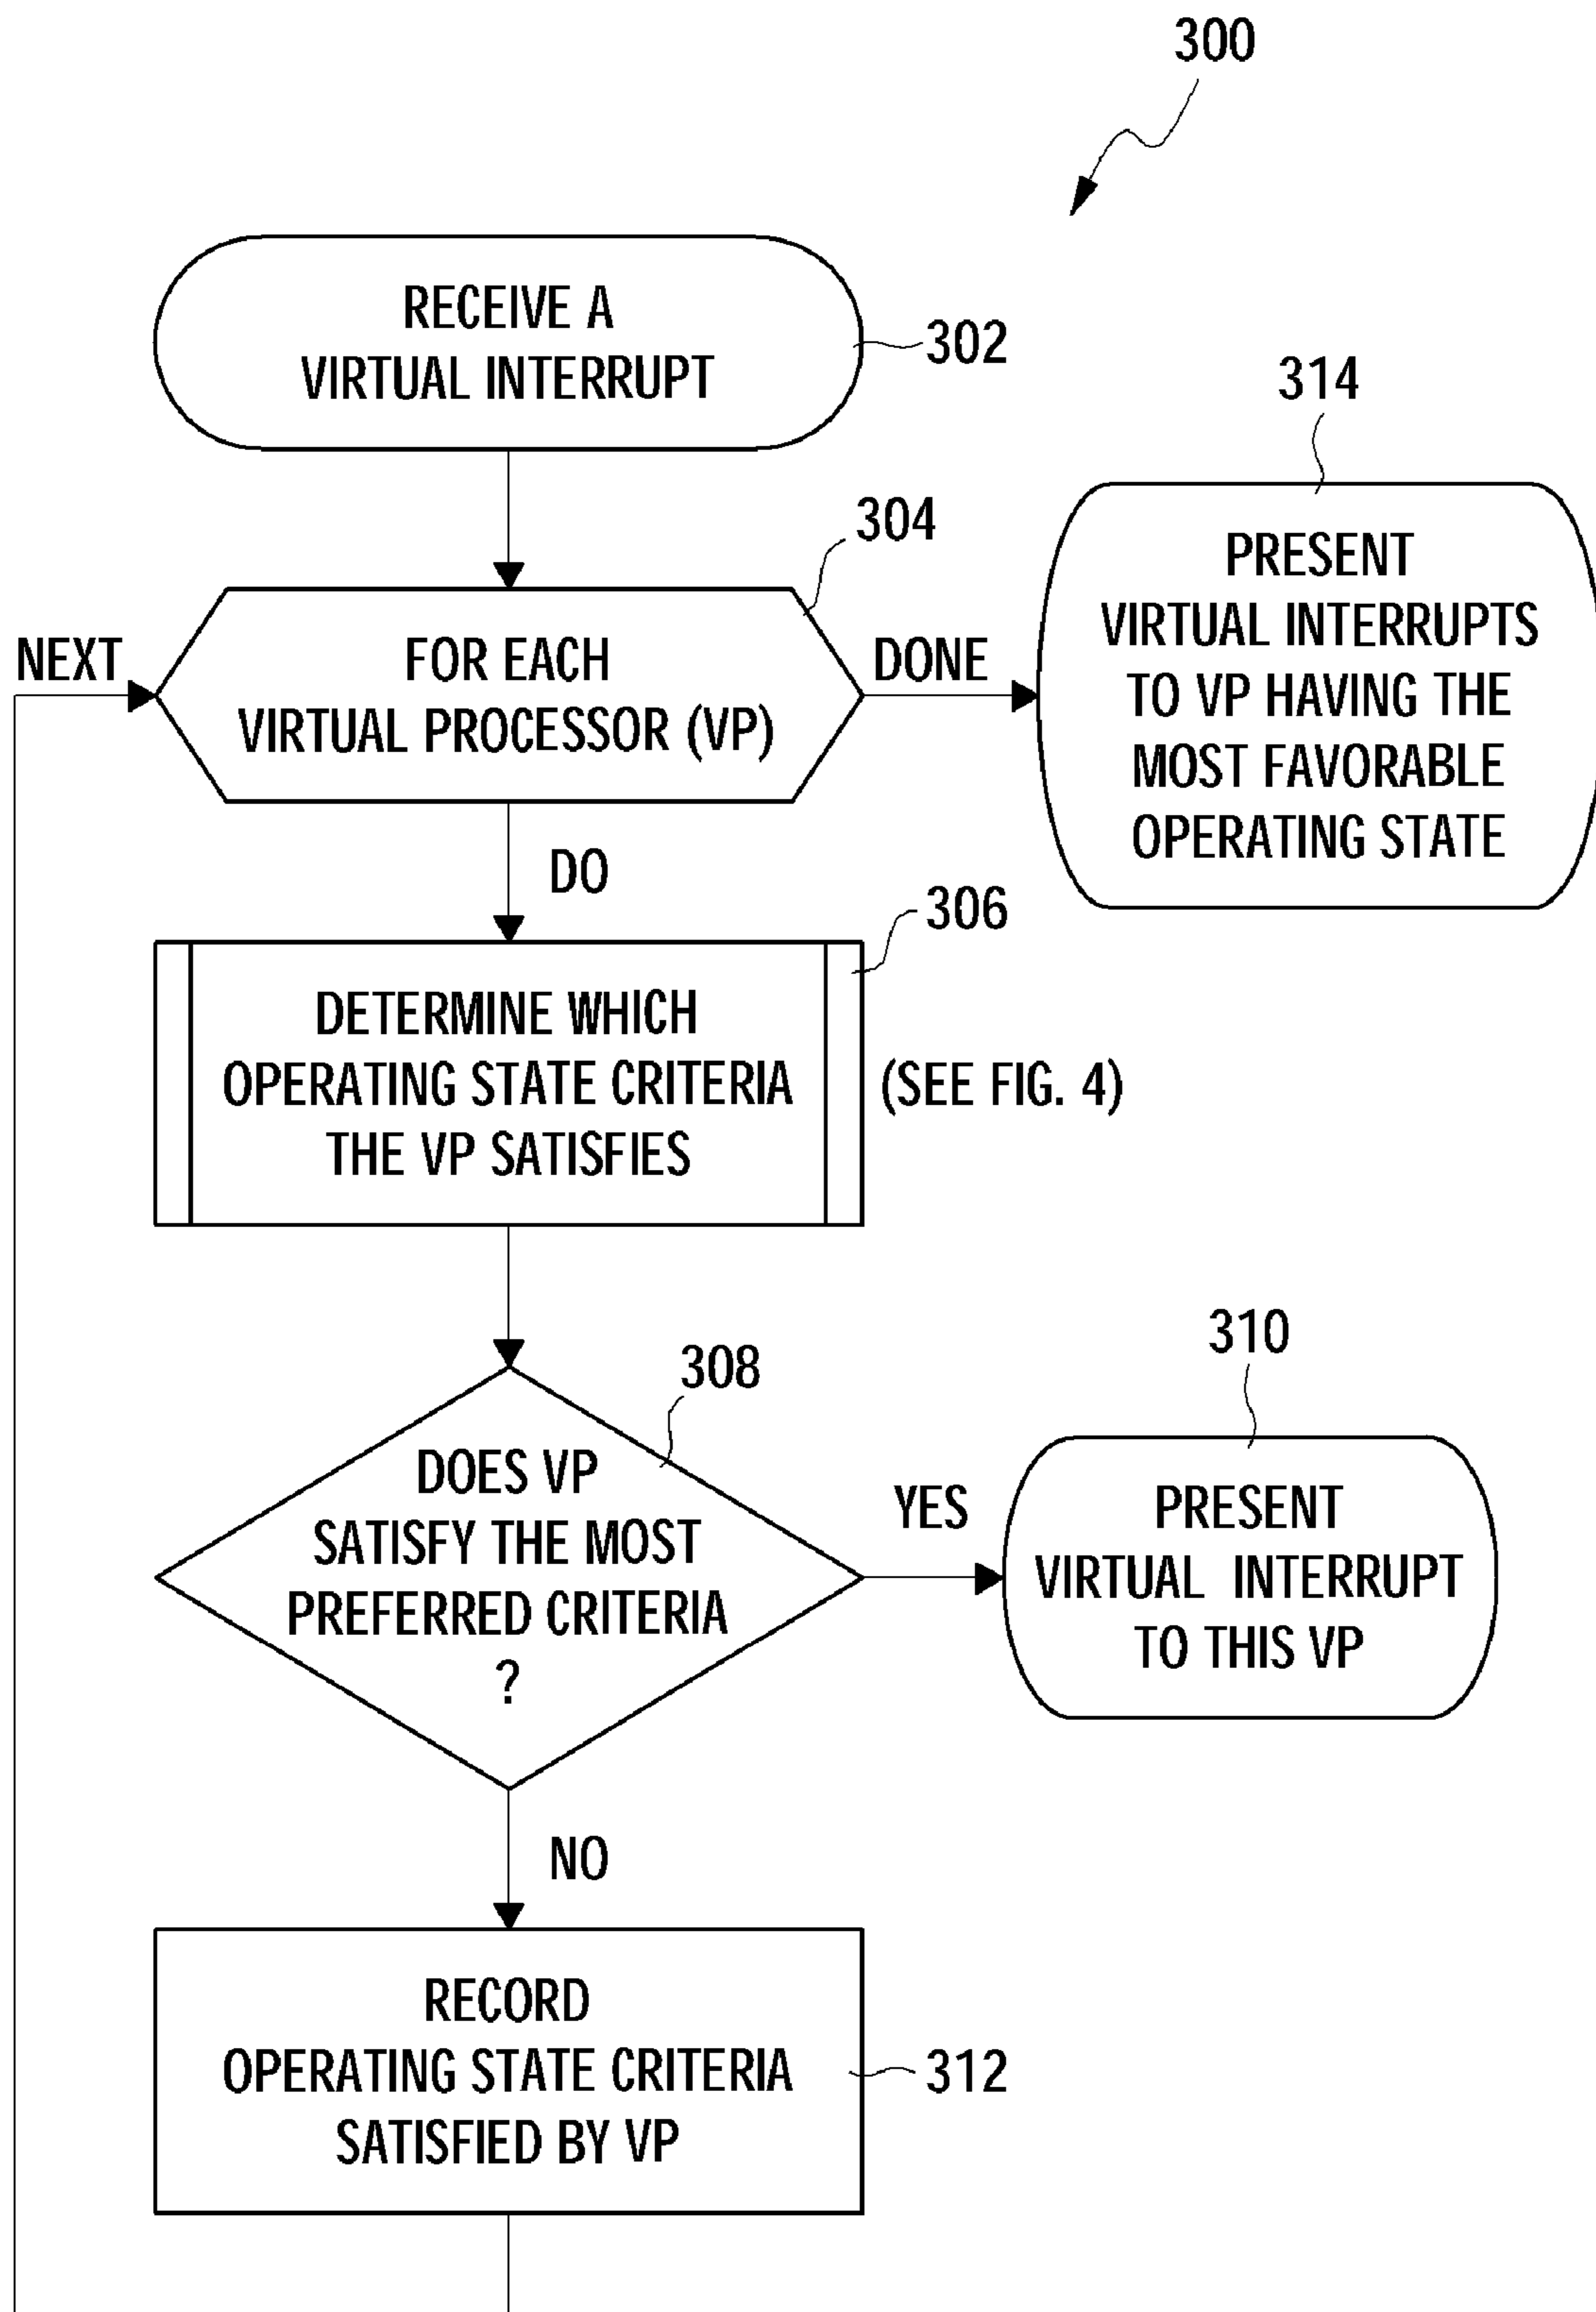 300
RECEIVE A
VIRTUAL INTERRUPT
302
314
PRESENT
VIRTUAL INTERRUPTS
TO VP HAVING THE
MOST FAVORABLE
OPERATING STATE
304
NEXT
FOR EACH
VIRTUAL PROCESSOR (VP)
DONE
DO
306
DETERMINE WHICH
OPERATING STATE CRITERIA
THE VP SATISFIES
(SEE FIG. 4)
308
DOES VP
SATISFY THE MOST
PREFERRED CRITERIA
?
YES
310
PRESENT
VIRTUAL INTERRUPT
TO THIS VP
NO
RECORD
OPERATING STATE CRITERIA
SATISFIED BY VP
312